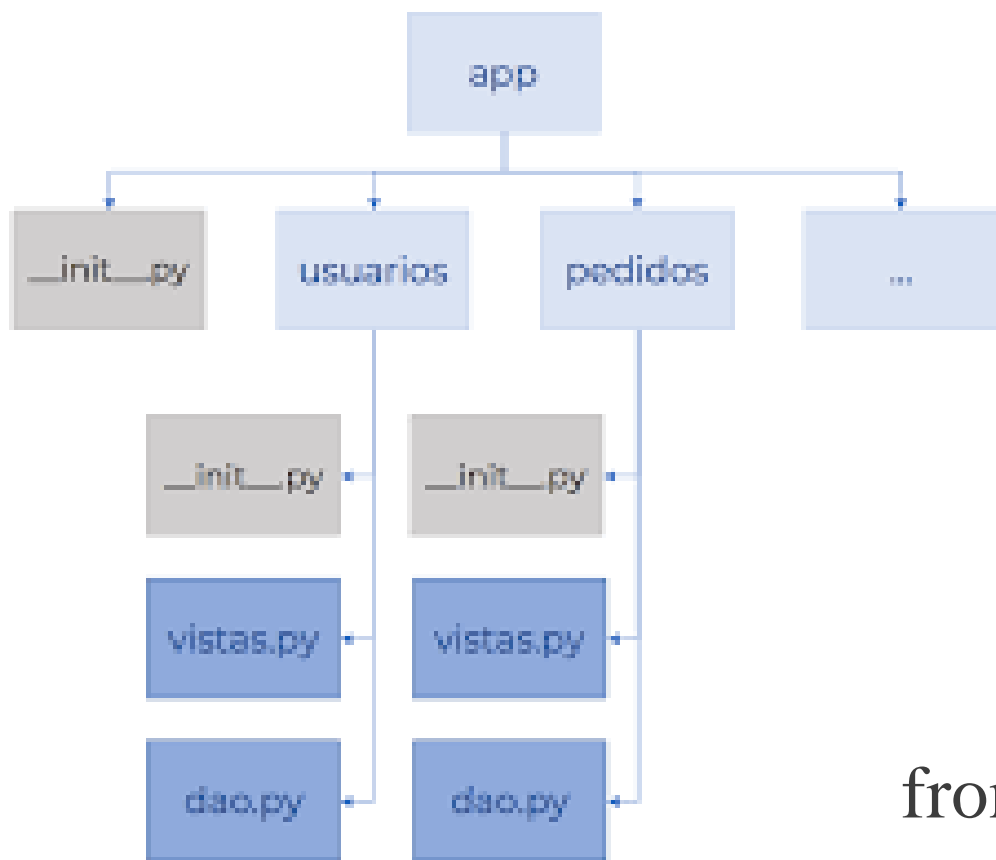 app
__init__.py
usuarios
pedidos
...
__init__.py
__init__.py
vistas.py
vistas.py
dao.py
dao.py